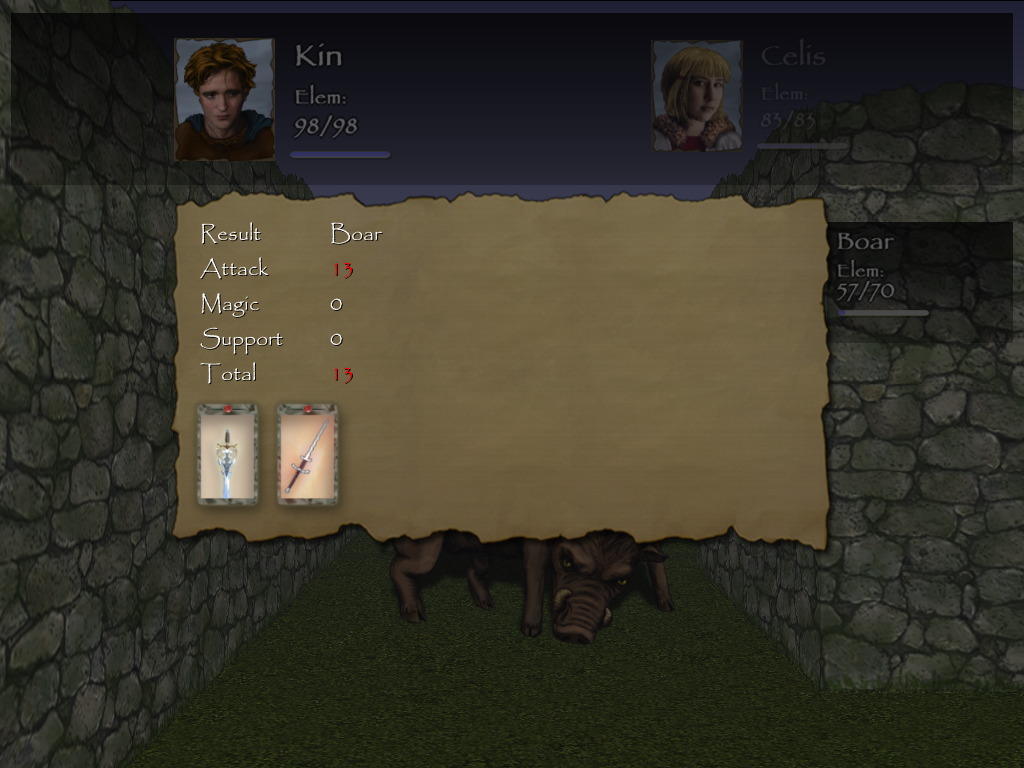 Kin
Elem:
98/98
Celis
Elem:
83/83
Result Boar
Attack 13
Magic 0
Support 0
Total 13
Boar
Elem:
57/70